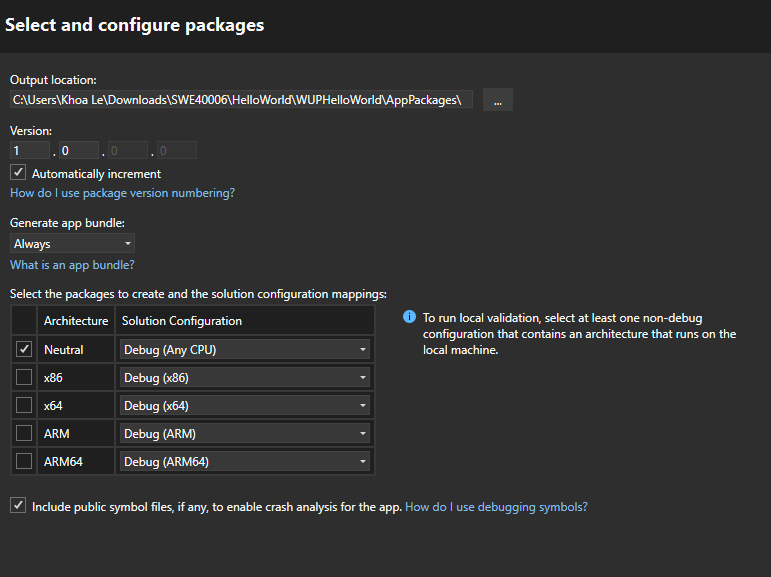 Select and configure packages
Output location:
C:\Users\Khoa Le\Downloads\SWE40006\HelloWorld\WUPHelloWorld\AppPackages\ ...
Version:
1 . 0 . 0 . 0
Automatically increment
How do I use package version numbering?
Generate app bundle:
Always
What is an app bundle?
Select the packages to create and the solution configuration mappings:
Architecture Solution Configuration
Neutral Debug (Any CPU)
x86 Debug (x86)
x64 Debug (x64)
ARM Debug (ARM)
ARM64 Debug (ARM64)
To run local validation, select at least one non-debug
configuration that contains an architecture that runs on the
local machine.
Include public symbol files, if any, to enable crash analysis for the app. How do I use debugging symbols?